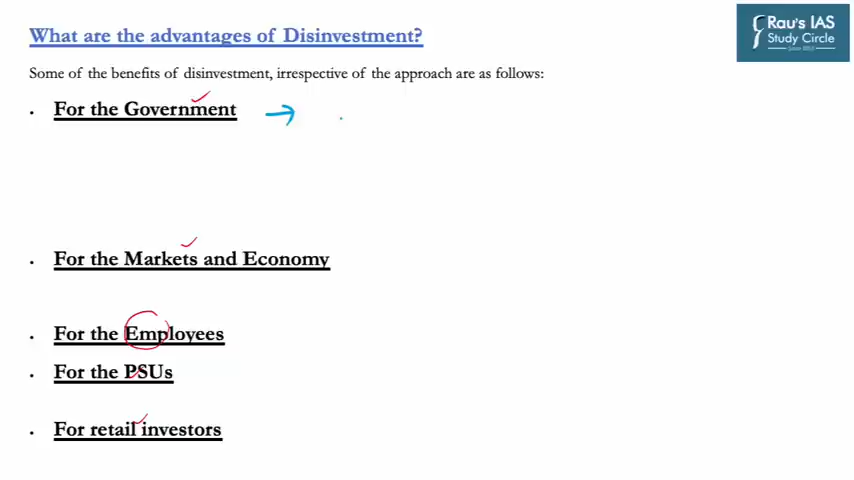 What are the advantages of Disinvestment?
Rau's IAS
Study Circle
Some of the benefits of disinvestment, irrespective of the approach are as follows:
. For the Government
. For the Markets and Economy
. For the Employees
. For the PSUs
. For retail investors